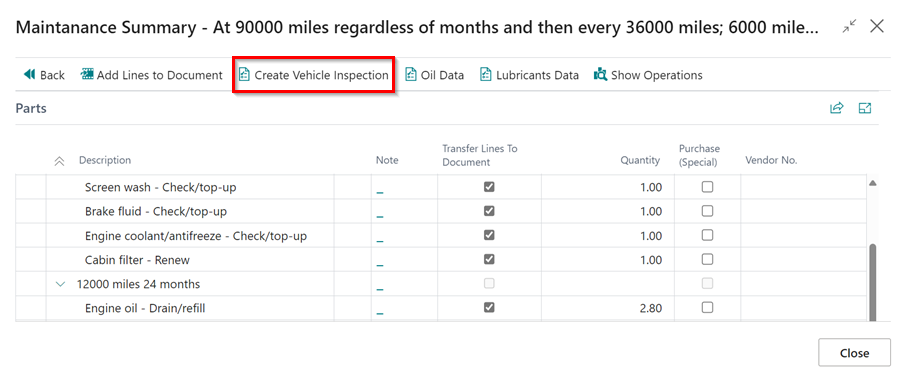 Maintanance Summary - At 90000 miles regardless of months and then every 36000 miles; 6000 mile...
Back Add Lines to Document Create Vehicle Inspection Oil Data Lubricants Data Show Operations
Parts
Description Note Transfer Lines To Document Quantity Purchase (Special) Vendor No.
Screen wash - Check/top-up _ 1.00
Brake fluid - Check/top-up _ 1.00
Engine coolant/antifreeze - Check/top-up _ 1.00
Cabin filter - Renew _ 1.00
12000 miles 24 months _
Engine oil - Drain/refill _ 2.80
Close